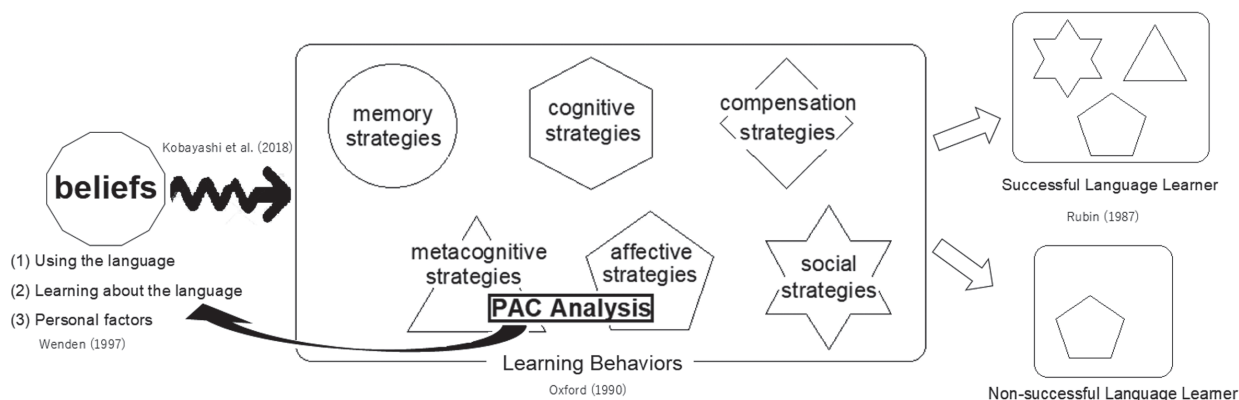 beliefs
Kobayashi et al. (2018)
(1) Using the language
(2) Learning about the language
(3) Personal factors
Wenden (1997)
memory
strategies
cognitive
strategies
compensation
strategies
metacognitive
strategies
affective
strategies
social
strategies
PAC Analysis
Learning Behaviors
Oxford (1990)
Successful Language Learner
Rubin (1987)
Non-successful Language Learner